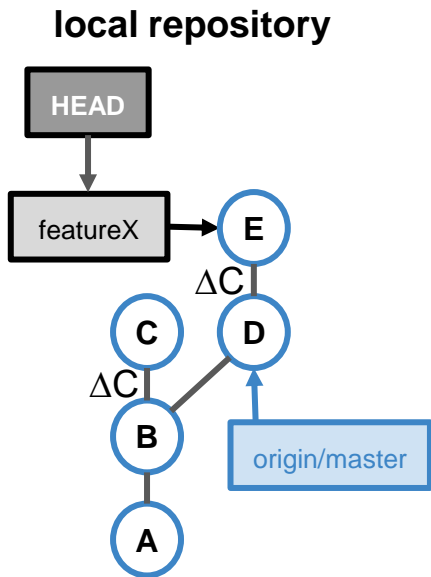 local repository
HEAD
featureX
E
ΔC
C
D
ΔC
B
origin/master
A